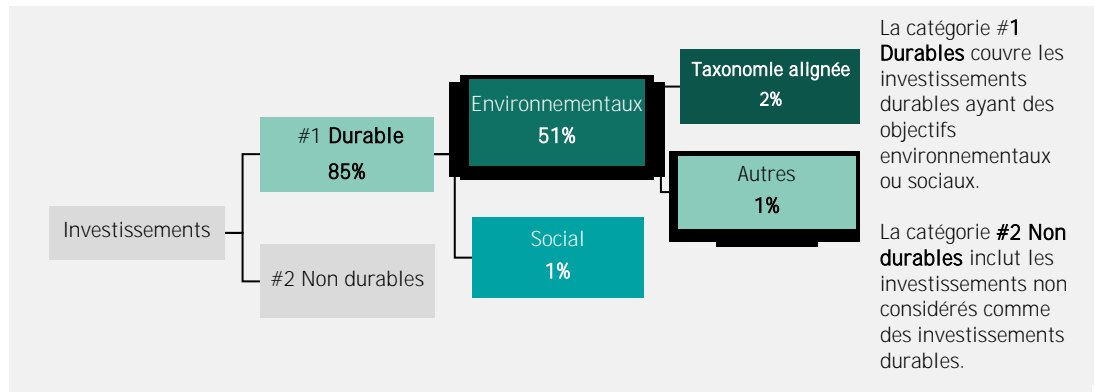 Investissements
#1 Durable
85%
#2 Non durables
Environnementaux
51%
Social
1%
Taxonomie alignée
2%
Autres
1%
La catégorie #1
Durables couvre les
investissements
durables ayant des
objectifs
environnementaux
ou sociaux.
La catégorie #2 Non
durables inclut les
investissements non
considérés comme
des investissements
durables.